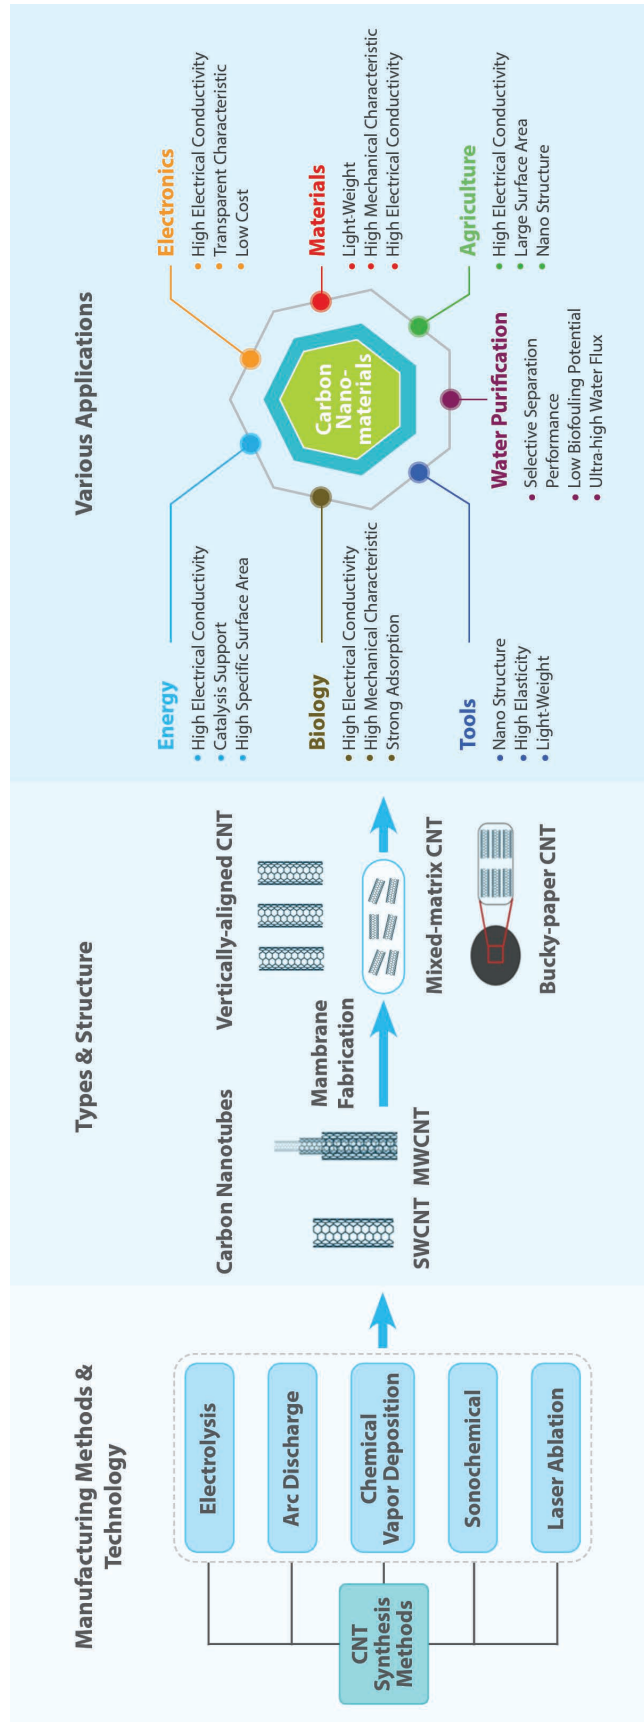 Manufacturing Methods &
Technology
CNT
Synthesis
Methods
Electrolysis
Arc Discharge
Chemical
Vapor Deposition
Sonochemical
Laser Ablation
Types & Structure
Carbon Nanotubes
SWCNT
MWCNT
Mambrane
Fabrication
Vertically-aligned CNT
Mixed-matrix CNT
Bucky-paper CNT
Various Applications
Carbon
Nano-
materials
Energy
• High Electrical Conductivity
• Catalysis Support
• High Specific Surface Area
Electronics
• High Electrical Conductivity
• Transparent Characteristic
• Low Cost
Biology
• High Electrical Conductivity
• High Mechanical Characteristic
• Strong Adsorption
Materials
• Light-Weight
• High Mechanical Characteristic
• High Electrical Conductivity
Tools
• Nano Structure
• High Elasticity
• Light-Weight
Water Purification
• Selective Separation
Performance
• Low Biofouling Potential
• Ultra-high Water Flux
Agriculture
• High Electrical Conductivity
• Large Surface Area
• Nano Structure